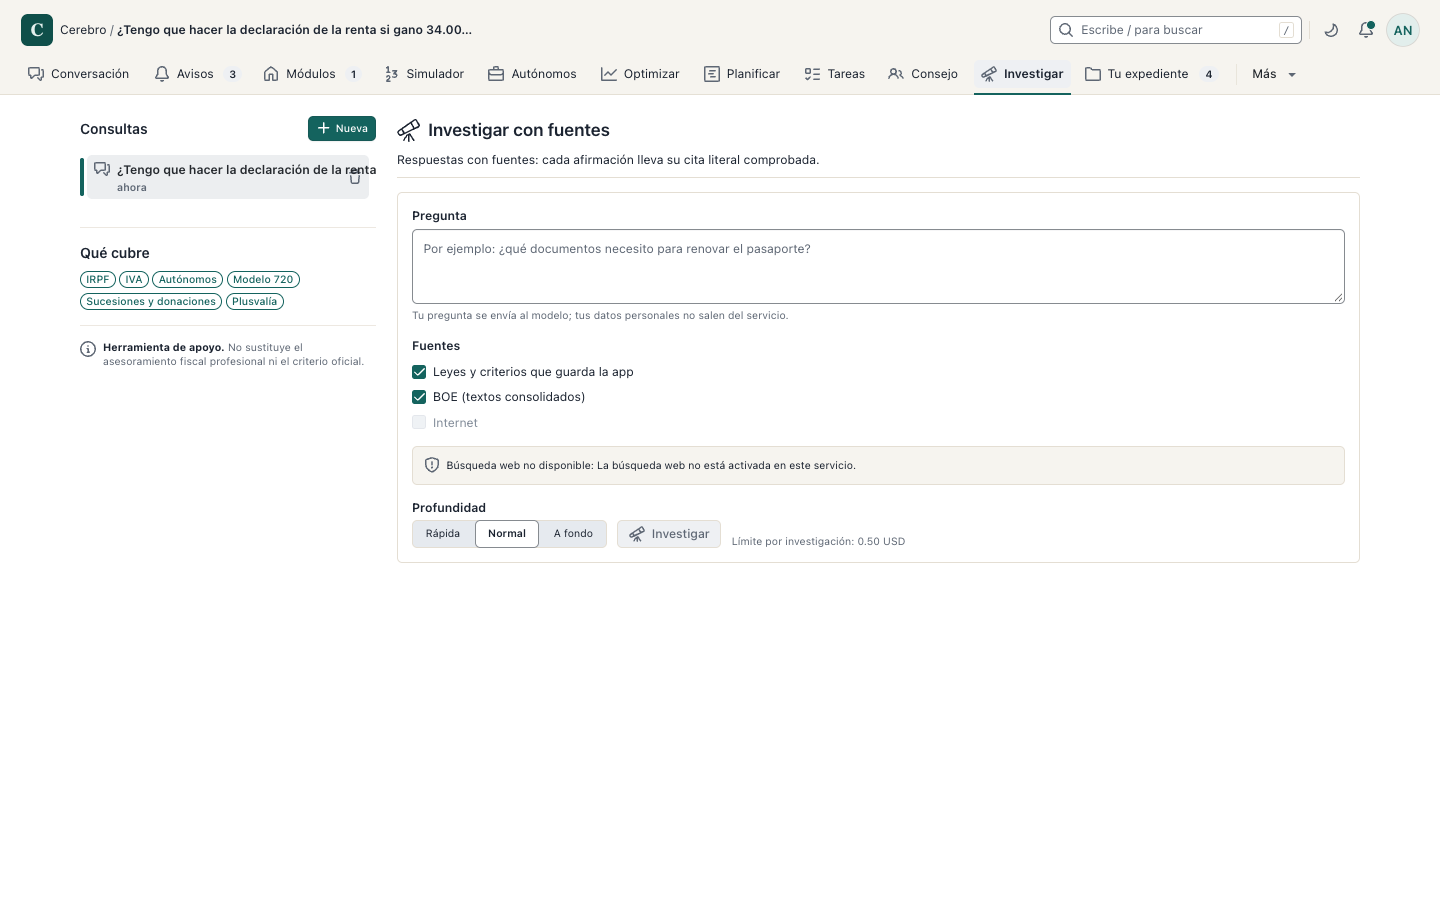 C Cerebro / ¿Tengo que hacer la declaración de la renta si gano 34.00...
Escribe / para buscar /
AN
Conversación Avisos 3 Módulos 1 Simulador Autónomos Optimizar Planificar Tareas Consejo Investigar Tu expediente 4 Más
Consultas
Nueva
¿Tengo que hacer la declaración de la renta
ahora
Qué cubre
IRPF IVA Autónomos Modelo 720
Sucesiones y donaciones Plusvalía
Herramienta de apoyo. No sustituye el
asesoramiento fiscal profesional ni el criterio oficial.
Investigar con fuentes
Respuestas con fuentes: cada afirmación lleva su cita literal comprobada.
Pregunta
Por ejemplo: ¿qué documentos necesito para renovar el pasaporte?
Tu pregunta se envía al modelo; tus datos personales no salen del servicio.
Fuentes
Leyes y criterios que guarda la app
BOE (textos consolidados)
Internet
Búsqueda web no disponible: La búsqueda web no está activada en este servicio.
Profundidad
Rápida Normal A fondo Investigar Límite por investigación: 0.50 USD